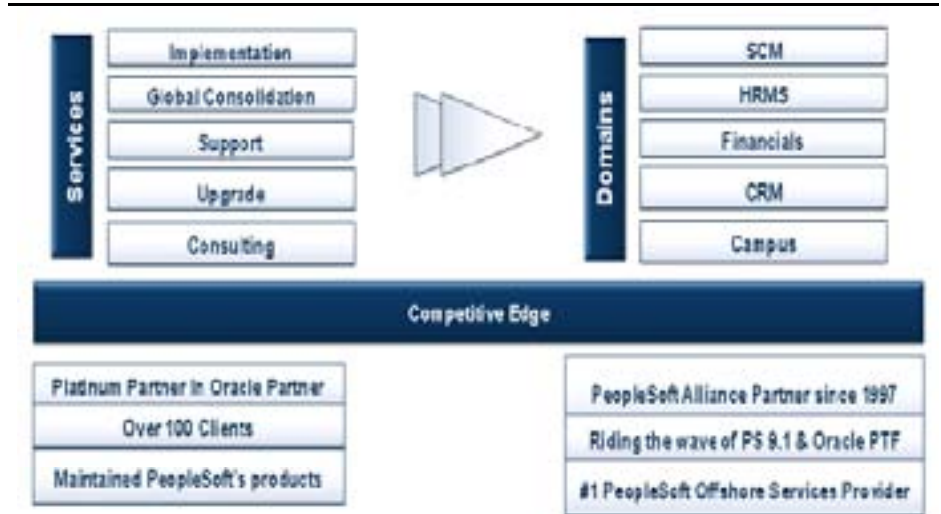 Services
Implementation
Global Consolidation
Support
Upgrade
Consulting
Domains
SCM
HRMS
Financials
CRM
Campus
Competitive Edge
Platinum Partner in Oracle Partner
Over 100 Clients
Maintained PeopleSoft's products
PeopleSoft Alliance Partner since 1997
Riding the wave of PS 9.1 & Oracle PTF
#1 PeopleSoft Offshore Services Provider